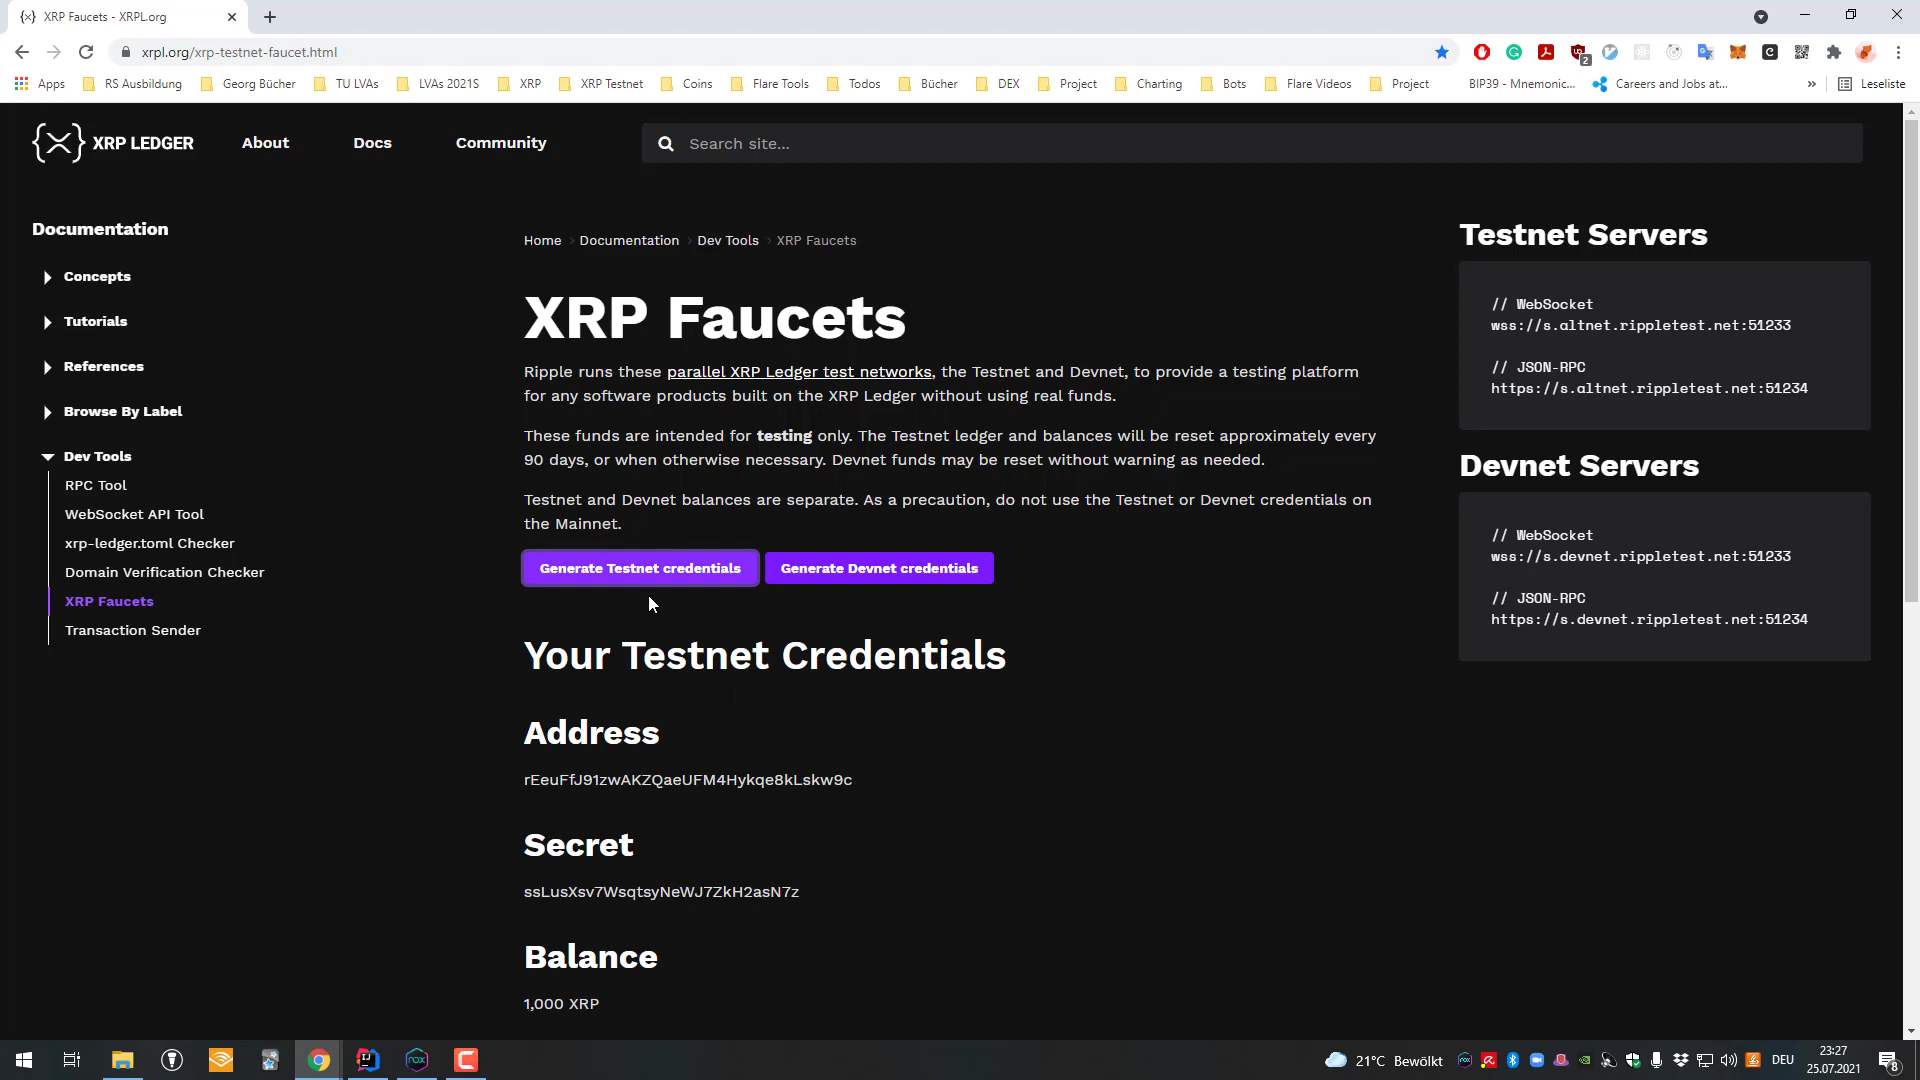 XRP Faucets - XRPL.org
xrpl.org/xrp-testnet-faucet.html
2
Apps RS Ausbildung Georg Bücher TU LVAs LVAs 2021S XRP XRP Testnet Coins Flare Tools Todos Bücher DEX Project Charting Bots Flare Videos Project BIP39 - Mnemonic... Careers and Jobs at... » Leseliste
XRP LEDGER
About Docs Community
Search site...
Documentation
Concepts
Tutorials
References
Browse By Label
Dev Tools
RPC Tool
WebSocket API Tool
xrp-ledger.toml Checker
Domain Verification Checker
XRP Faucets
Transaction Sender
Home Documentation Dev Tools XRP Faucets
XRP Faucets
Ripple runs these parallel XRP Ledger test networks, the Testnet and Devnet, to provide a testing platform
for any software products built on the XRP Ledger without using real funds.
These funds are intended for testing only. The Testnet ledger and balances will be reset approximately every
90 days, or when otherwise necessary. Devnet funds may be reset without warning as needed.
Testnet and Devnet balances are separate. As a precaution, do not use the Testnet or Devnet credentials on
the Mainnet.
Generate Testnet credentials Generate Devnet credentials
Your Testnet Credentials
Address
rEeuFfJ91zwAKZQaeUFM4Hykqe8kLskw9c
Secret
ssLusXsv7WsqtsyNeWJ7ZkH2asN7z
Balance
1,000 XRP
Testnet Servers
// WebSocket
wss://s.altnet.rippletest.net:51233
// JSON-RPC
https://s.altnet.rippletest.net:51234
Devnet Servers
// WebSocket
wss://s.devnet.rippletest.net:51233
// JSON-RPC
https://s.devnet.rippletest.net:51234
21°C Bewölkt
DEU
23:27
25.07.2021
8